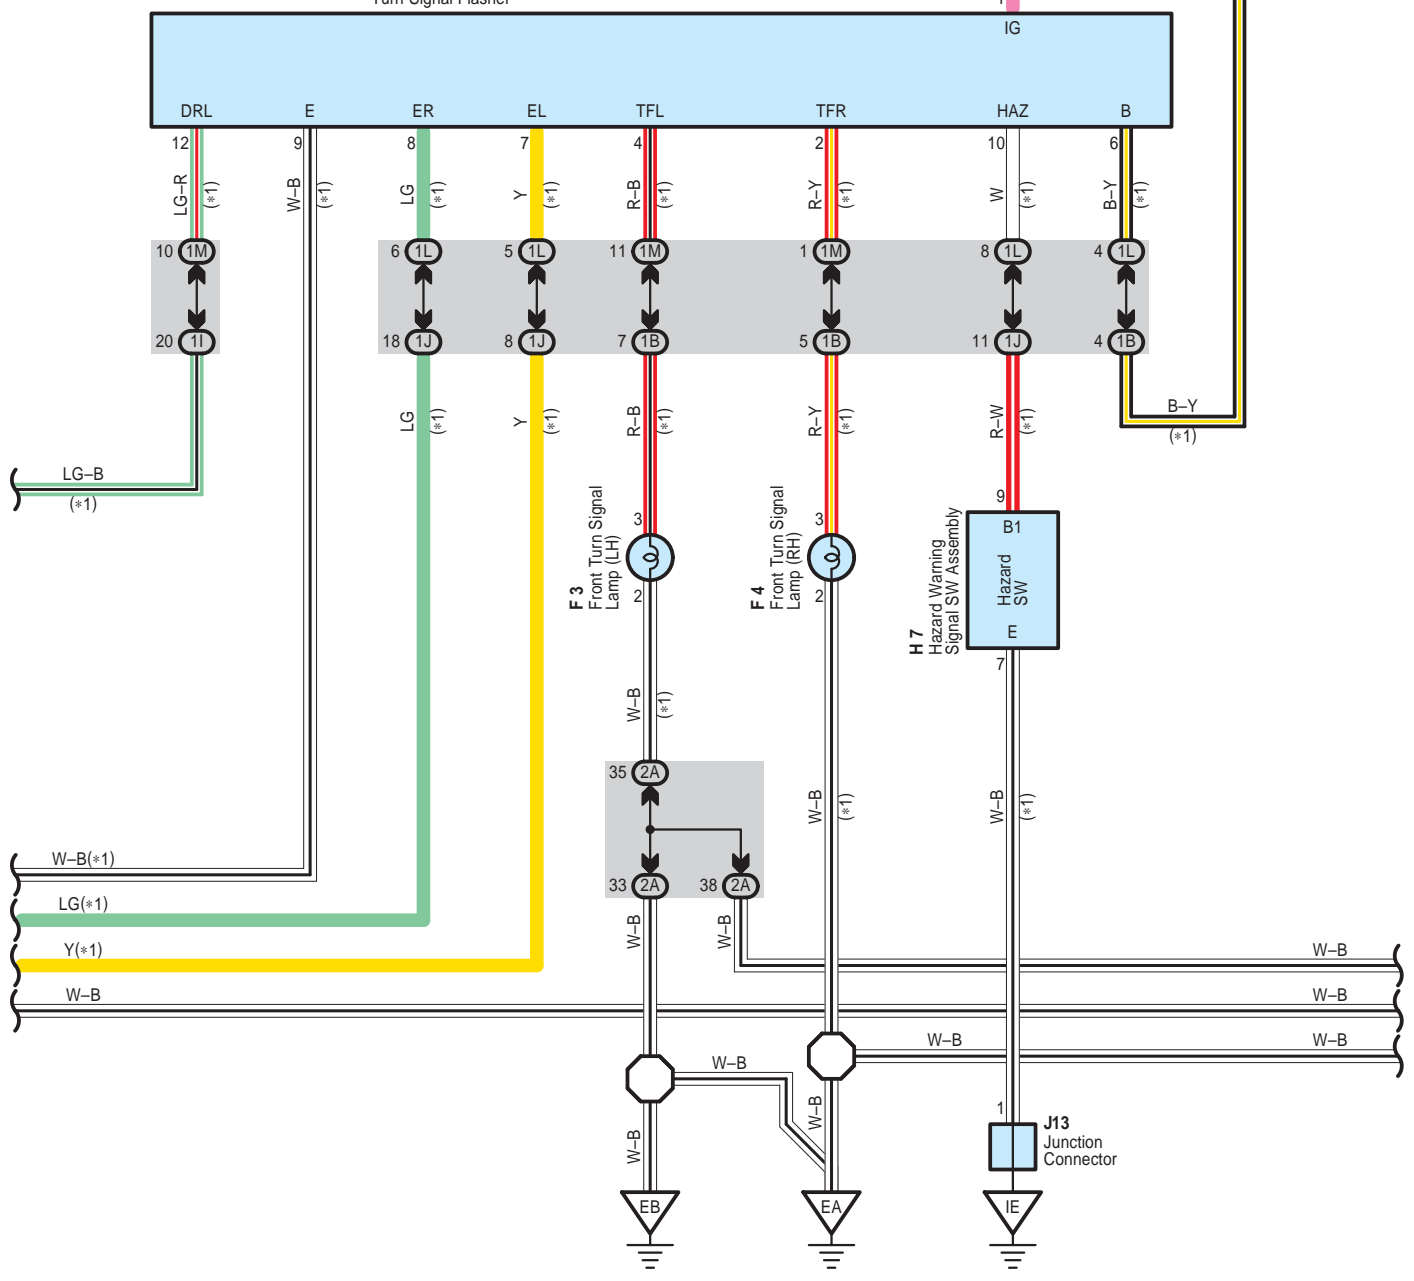 Turn Signal Flasher
1
IG
DRL E ER EL TFL TFR HAZ B
12 9 8 7 4 2 10 6
LG–R (*1) W–B (*1) LG (*1) Y (*1) R–B (*1) R–Y (*1) W (*1) B–Y (*1)
10 1M 6 1L 5 1L 11 1M 1 1M 8 1L 4 1L
20 1I 18 1J 8 1J 7 1B 5 1B 11 1J 4 1B
LG (*1) Y (*1) R–B (*1) R–Y (*1) R–W (*1) B–Y
(*1)
LG–B
(*1)
3 3 9
F 3
Front Turn Signal
Lamp (LH)
F 4
Front Turn Signal
Lamp (RH)
H 7
Hazard Warning
Signal SW Assembly
B1
Hazard
SW
E
2 2 7
W–B (*1)
35 2A
W–B (*1) W–B (*1)
33 2A 38 2A
W–B(*1)
LG(*1)
W–B W–B
Y(*1) W–B
W–B W–B
W–B W–B
W–B
W–B
1
J13
Junction
Connector
W–B
EB EA IE